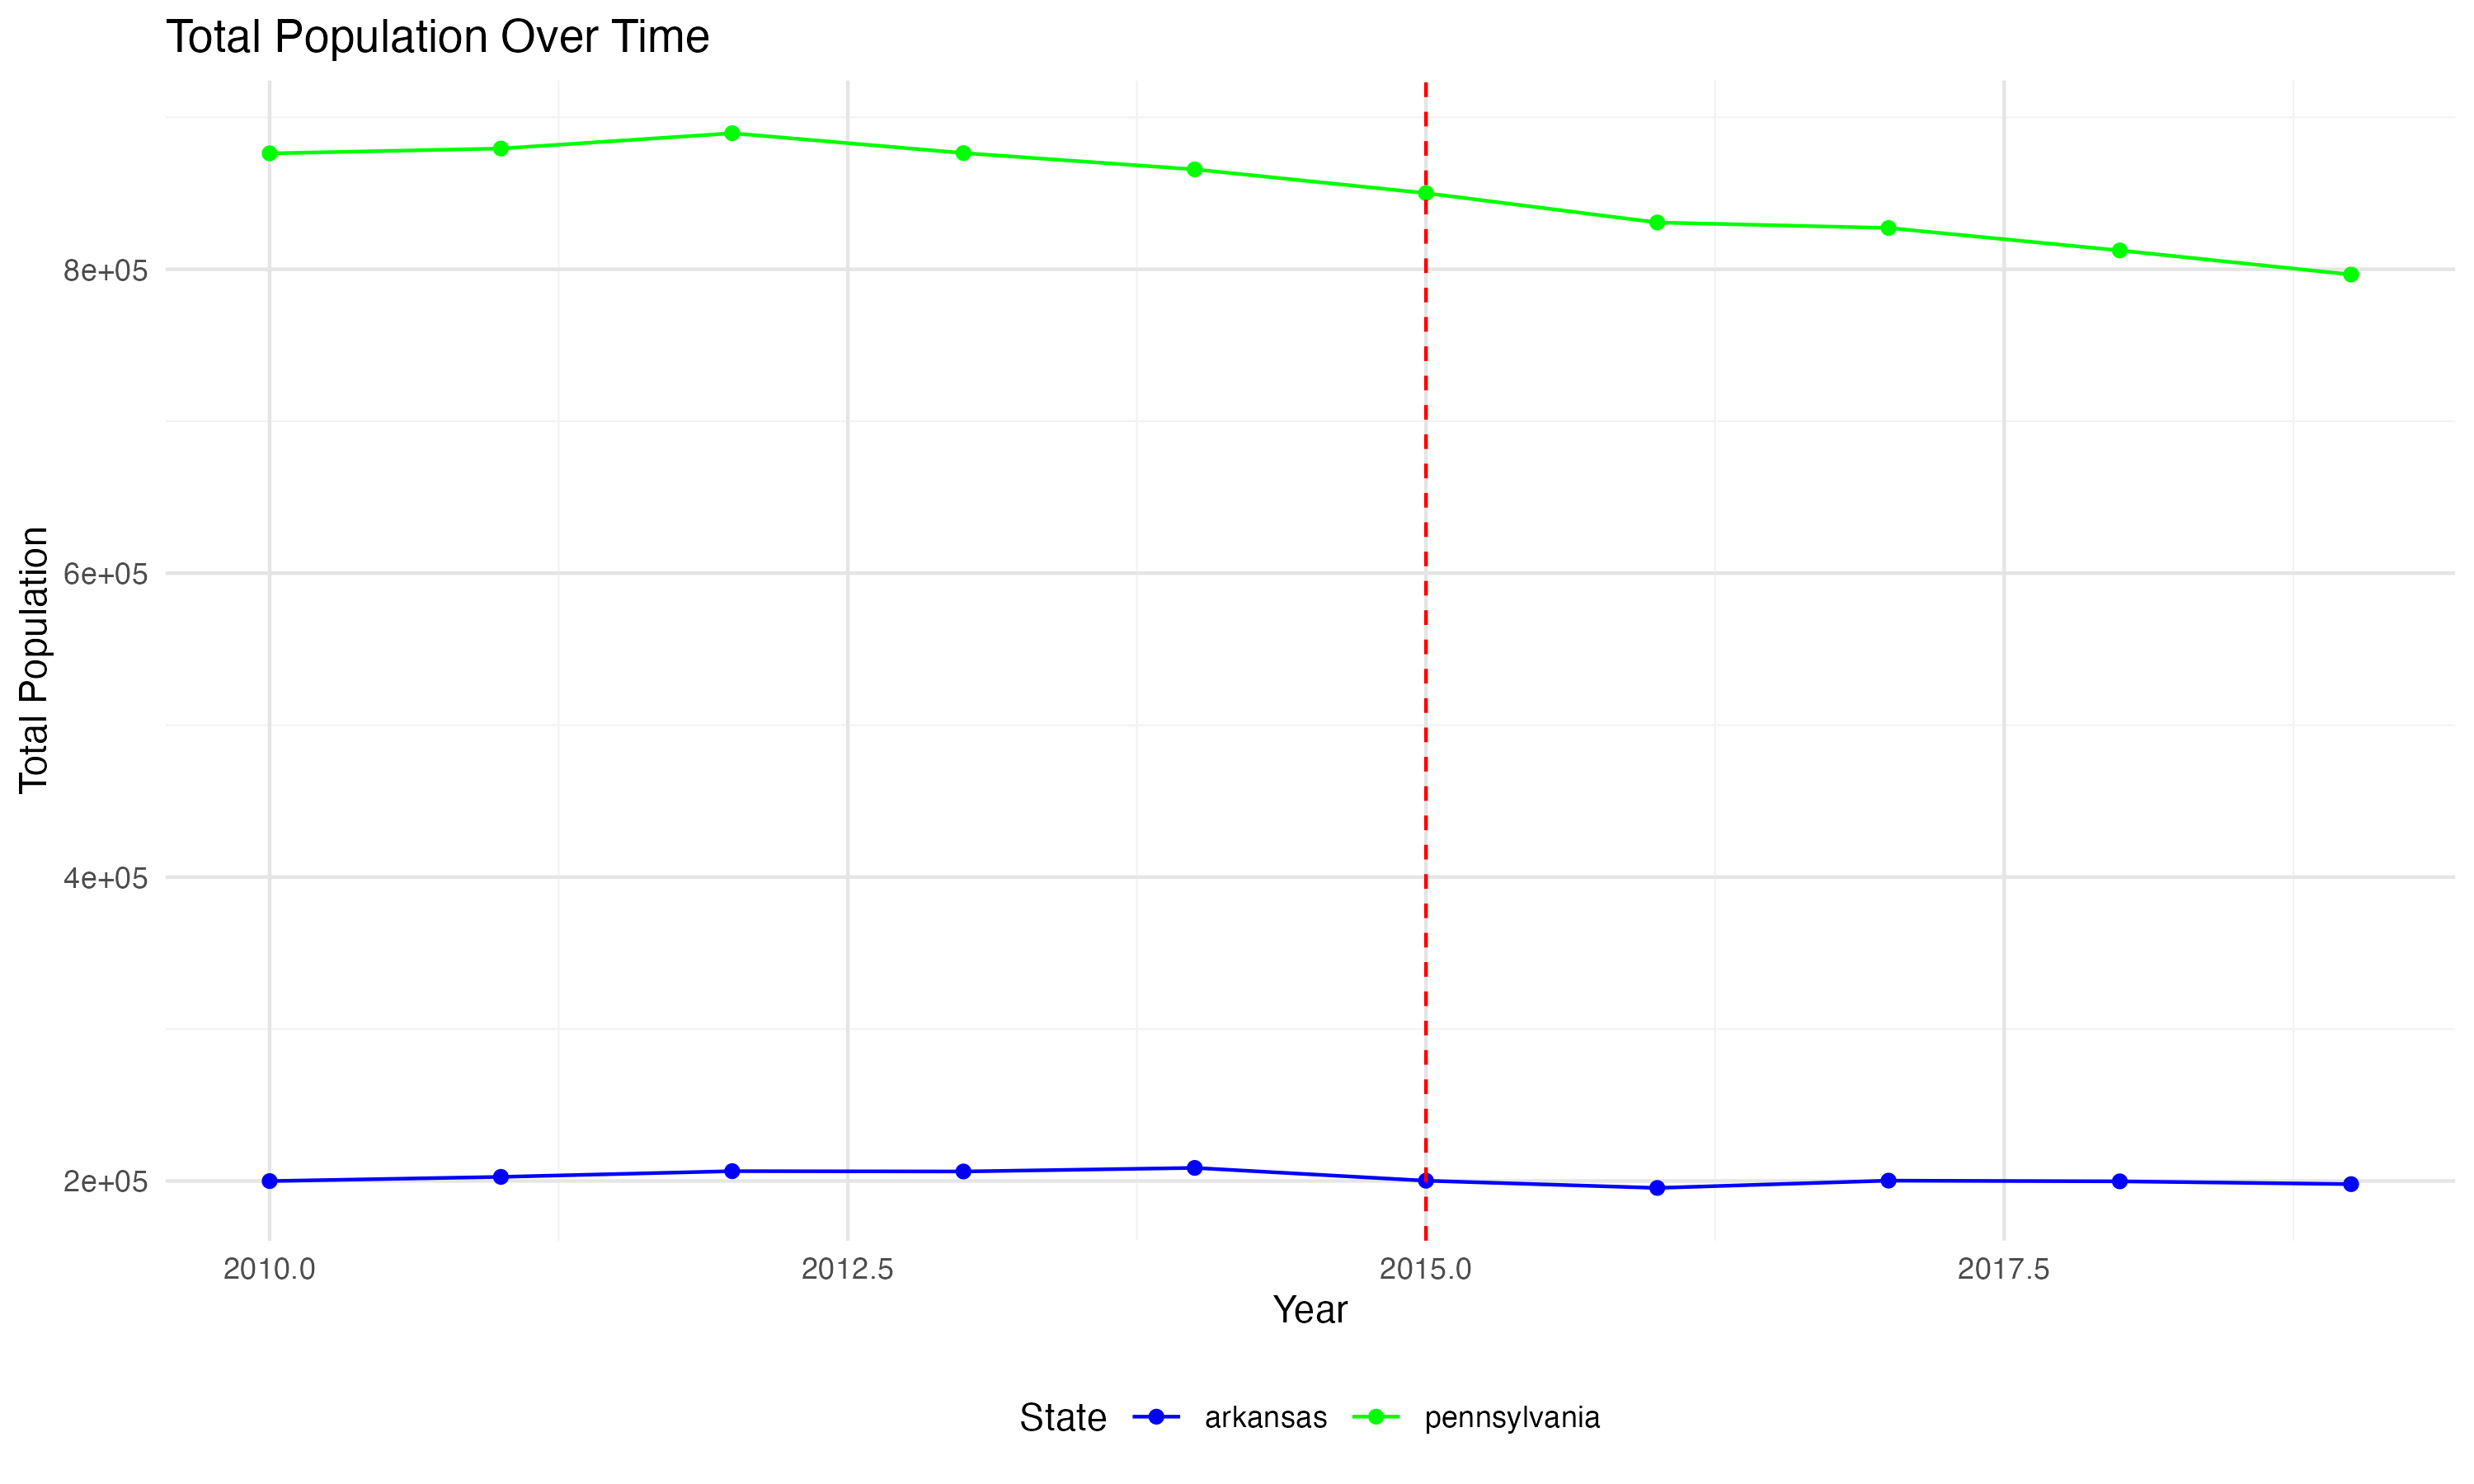 Total Population Over Time
Total Population
8e+05
6e+05
4e+05
2e+05
2010.0 2012.5 2015.0 2017.5
Year
State arkansas pennsylvania